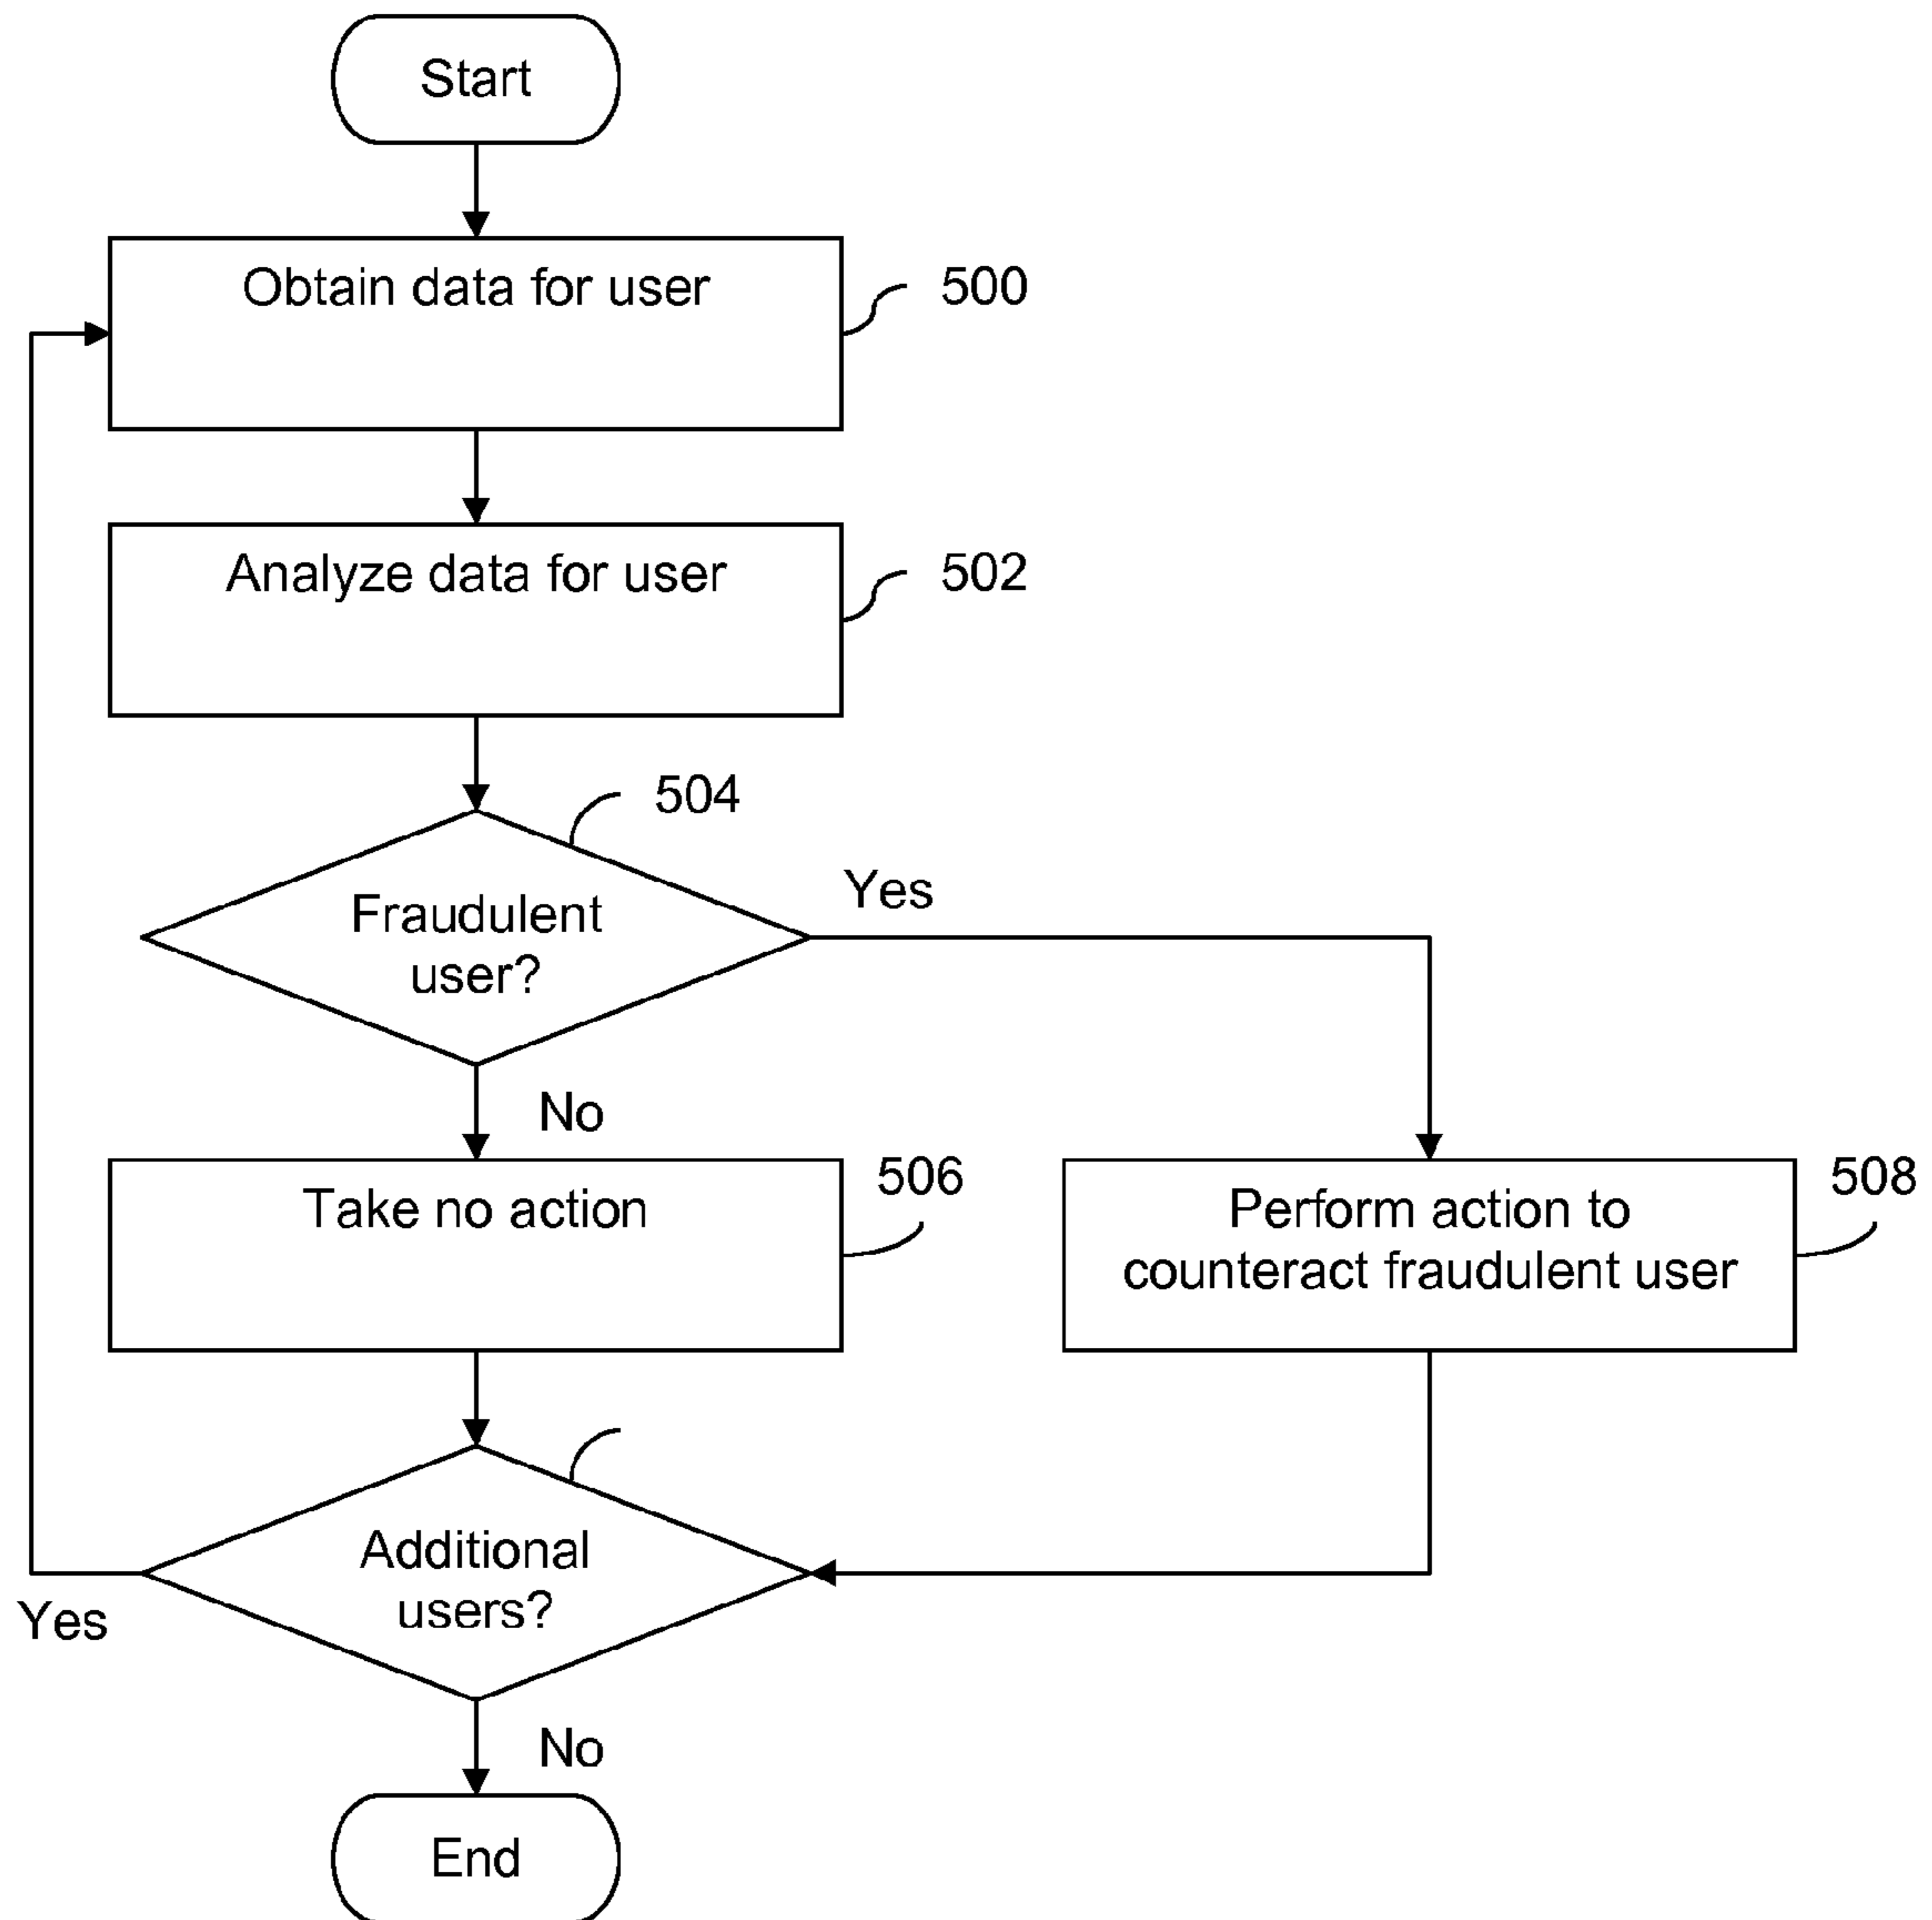 Start
Obtain data for user
500
Analyze data for user
502
504
Fraudulent
user?
Yes
No
Take no action
506
Perform action to
counteract fraudulent user
508
Additional
users?
Yes
No
End